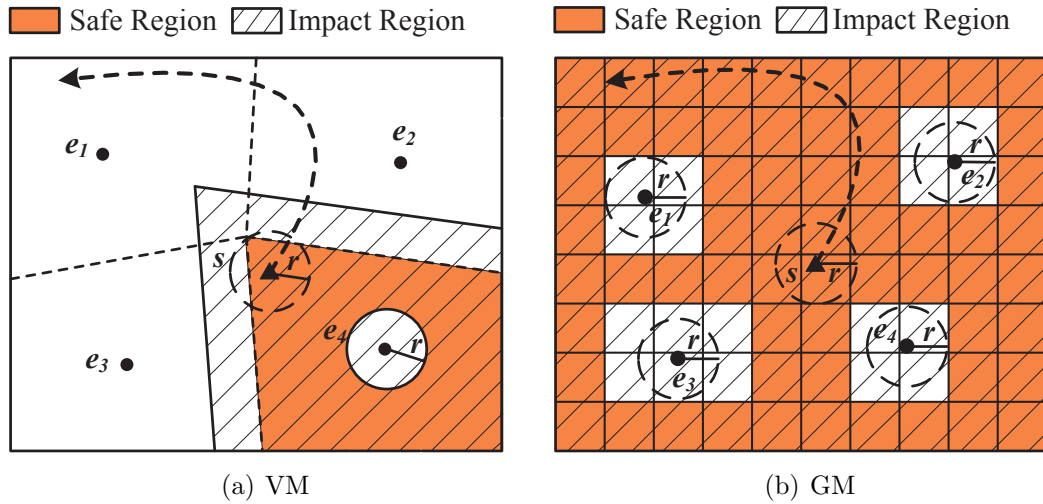 Safe Region Impact Region
e1
e2
s
r
e4
r
e3
(a) VM
Safe Region Impact Region
r
e2
r
e1
s
r
e4
r
r
e3
(b) GM